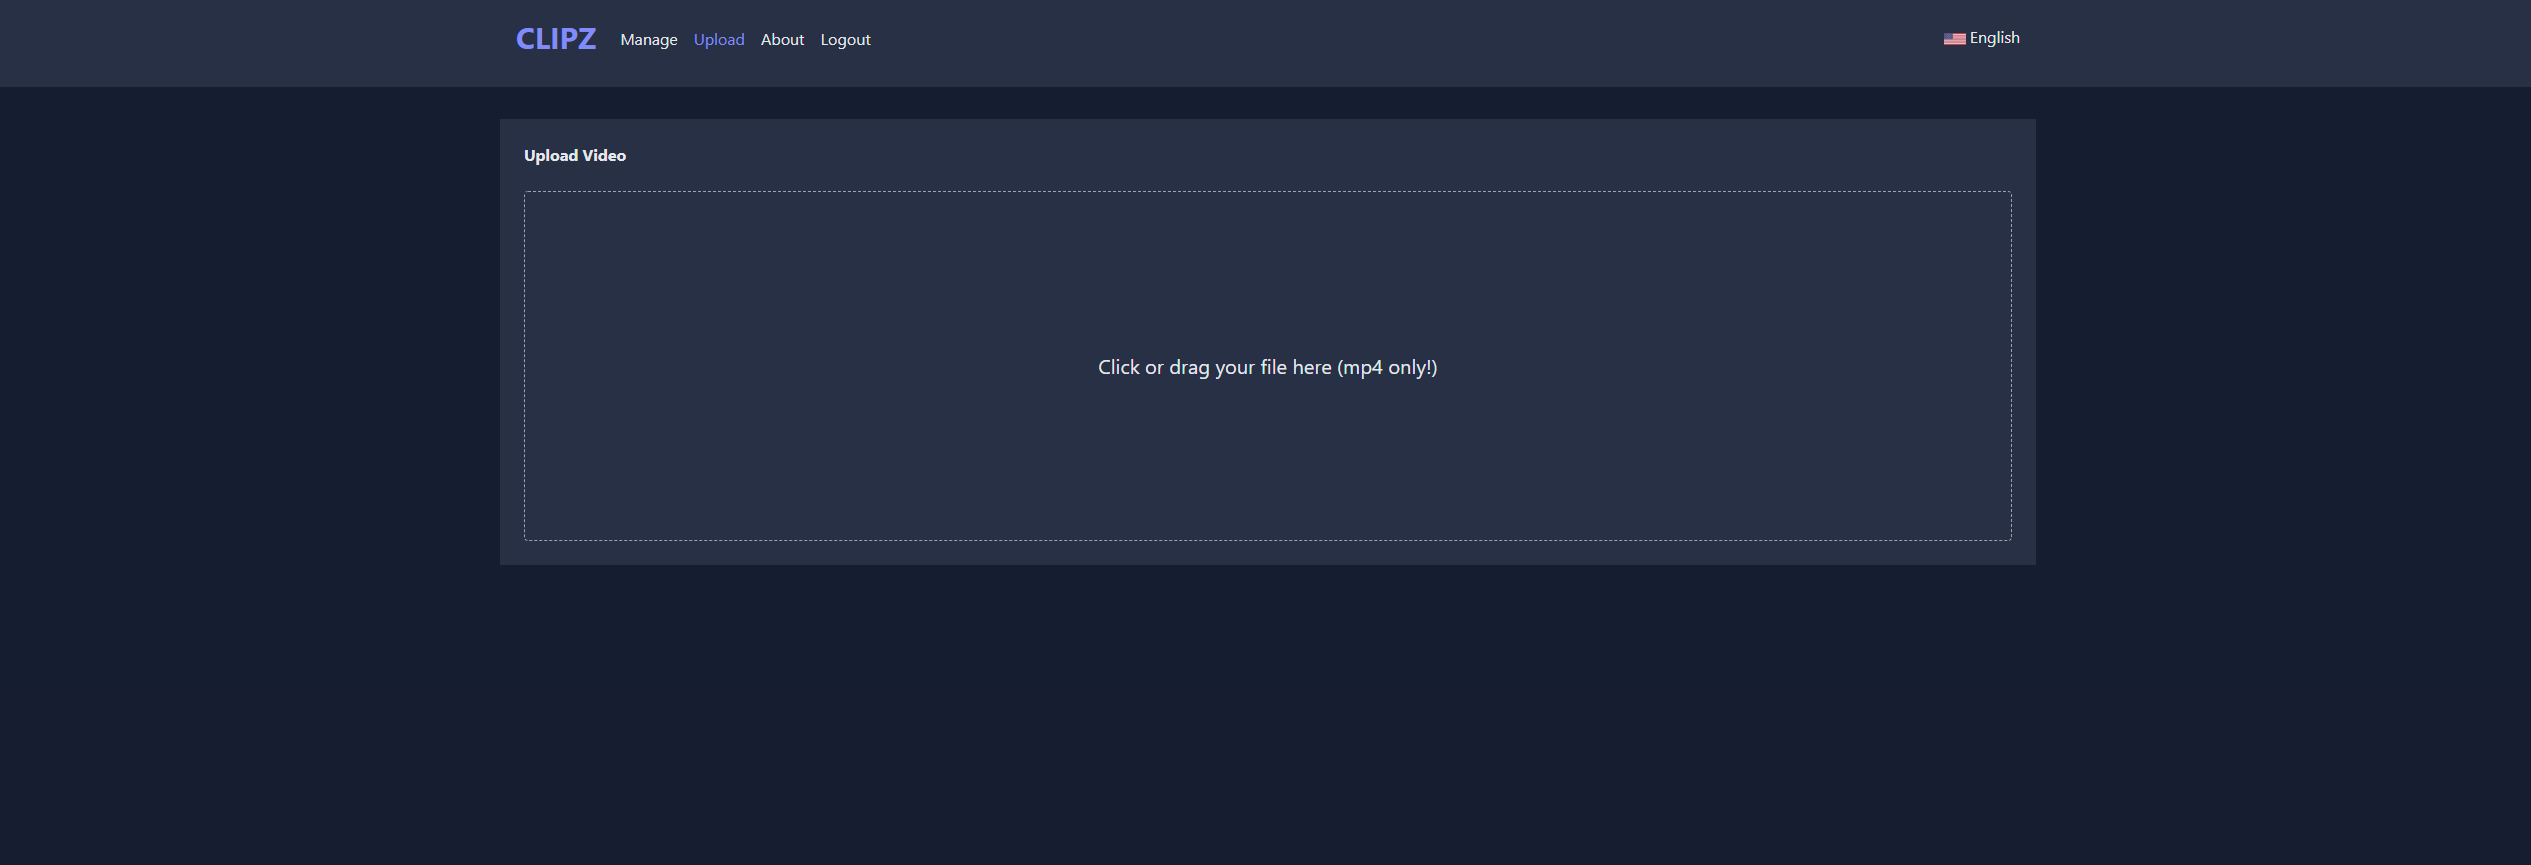 CLIPZ Manage Upload About Logout English
Upload Video
Click or drag your file here (mp4 only!)